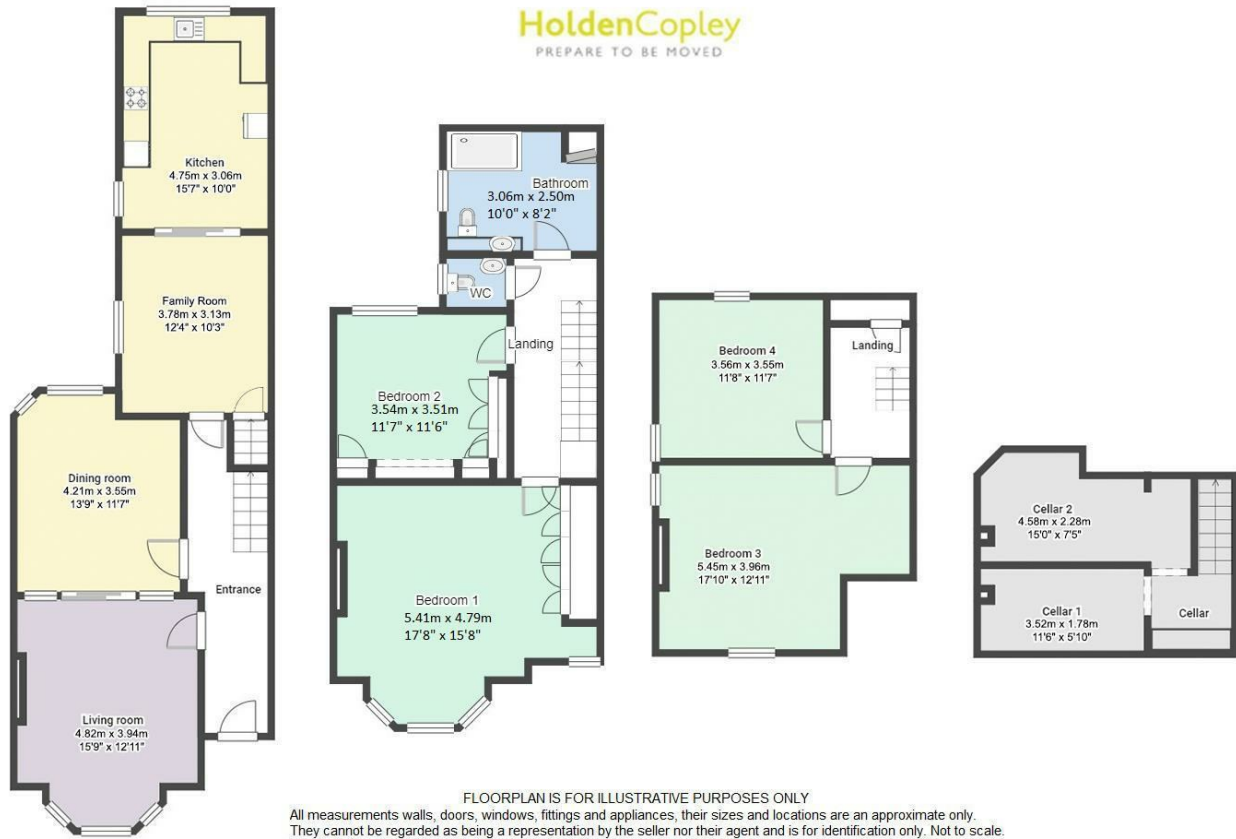 HoldenCopley
PREPARE TO BE MOVED
Kitchen
4.75m x 3.06m
15'7" x 10'0"
Family Room
3.78m x 3.13m
12'4" x 10'3"
Dining room
4.21m x 3.55m
13'9" x 11'7"
Entrance
Living room
4.82m x 3.94m
15'9" x 12'11"
Bathroom
3.06m x 2.50m
10'0" x 8'2"
WC
Landing
Bedroom 2
3.54m x 3.51m
11'7" x 11'6"
Bedroom 1
5.41m x 4.79m
17'8" x 15'8"
Bedroom 4
3.56m x 3.55m
11'8" x 11'7"
Landing
Bedroom 3
5.45m x 3.96m
17'10" x 12'11"
Cellar 2
4.58m x 2.28m
15'0" x 7'5"
Cellar 1
3.52m x 1.78m
11'6" x 5'10"
Cellar
FLOORPLAN IS FOR ILLUSTRATIVE PURPOSES ONLY
All measurements walls, doors, windows, fittings and appliances, their sizes and locations are an approximate only.
They cannot be regarded as being a representation by the seller nor their agent and is for identification only. Not to scale.